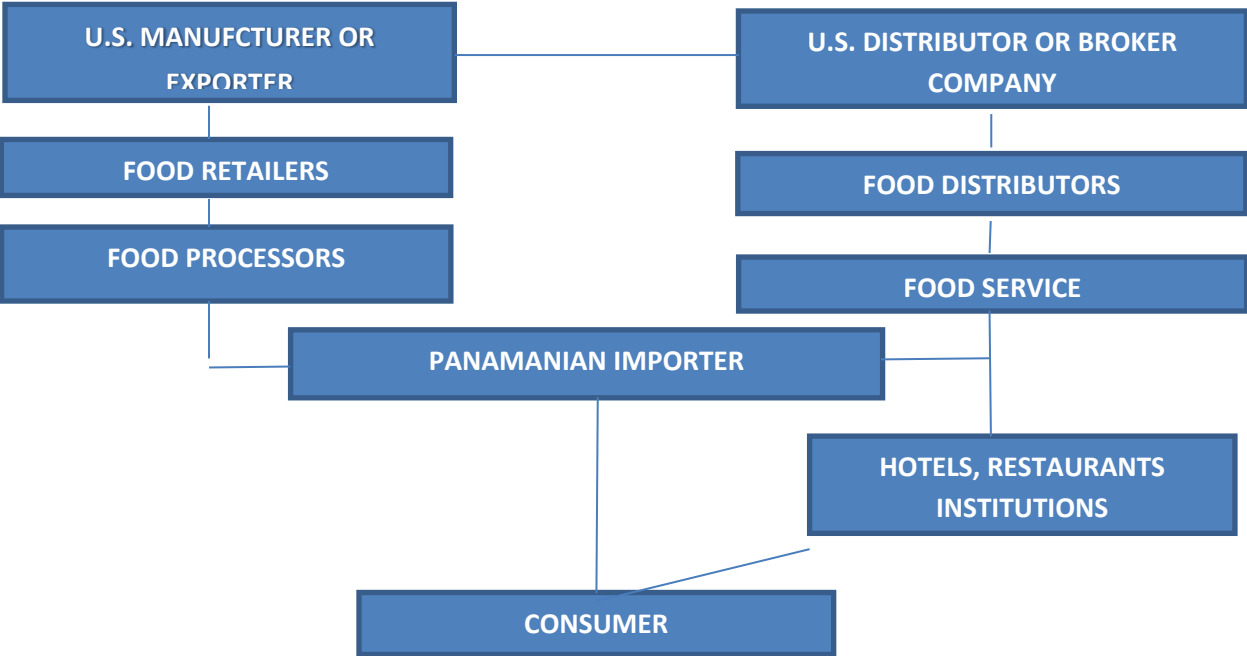 U.S. MANUFCTURER OR
EXPORTER
U.S. DISTRIBUTOR OR BROKER
COMPANY
FOOD RETAILERS
FOOD DISTRIBUTORS
FOOD PROCESSORS
FOOD SERVICE
PANAMANIAN IMPORTER
HOTELS, RESTAURANTS
INSTITUTIONS
CONSUMER